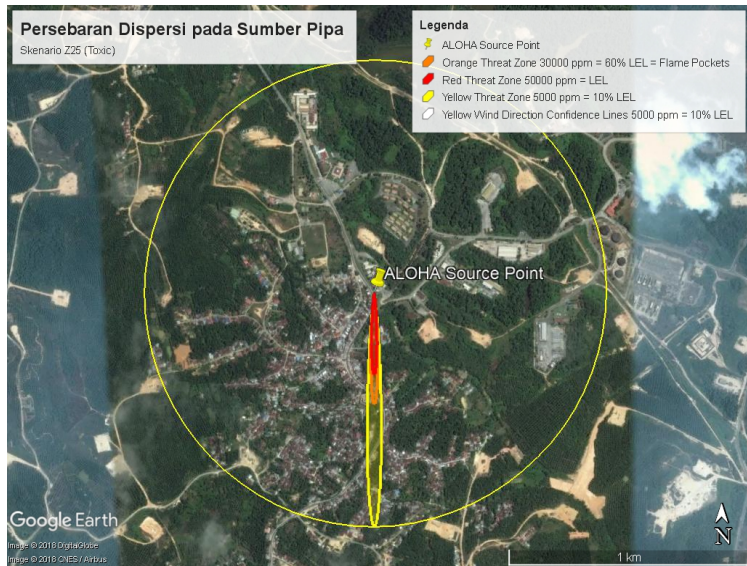 Persebaran Dispersi pada Sumber Pipa
Skenario Z25 (Toxic)
Legenda
ALOHA Source Point
Orange Threat Zone 30000 ppm = 60% LEL = Flame Pockets
Red Threat Zone 50000 ppm = LEL
Yellow Threat Zone 5000 ppm = 10% LEL
Yellow Wind Direction Confidence Lines 5000 ppm = 10% LEL
ALOHA Source Point
Google Earth
Image © 2018 DigitalGlobe
Image © 2018 CNES / Airbus
N
1 km